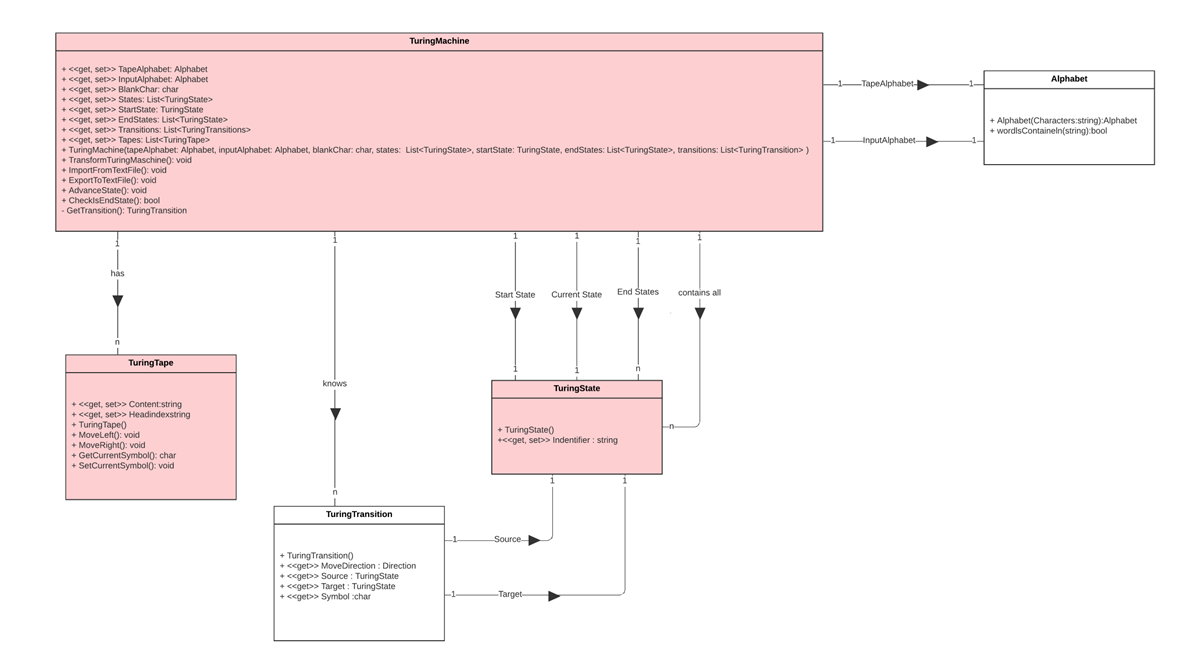 TuringMachine
+ <<get, set>> TapeAlphabet: Alphabet
+ <<get, set>> InputAlphabet: Alphabet
+ <<get, set>> BlankChar: char
+ <<get, set>> States: List<TuringState>
+ <<get, set>> StartState: TuringState
+ <<get, set>> EndStates: List<TuringState>
+ <<get, set>> Transitions: List<TuringTransitions>
+ <<get, set>> Tapes: List<TuringTape>
+ TuringMachine(tapeAlphabet: Alphabet, inputAlphabet: Alphabet, blankChar: char, states:  List<TuringState>, startState: TuringState, endStates: List<TuringState>, transitions: List<TuringTransition> )
+ TransformTuringMaschine(): void
+ ImportFromTextFile(): void
+ ExportToTextFile(): void
+ AdvanceState(): void
+ CheckIsEndState(): bool
- GetTransition(): TuringTransition
1 TapeAlphabet 1
1 InputAlphabet 1
Alphabet
+ Alphabet(Characters:string):Alphabet
+ wordIsContaineIn(string):bool
1 1 1 1 1 1
has
Start State Current State End States contains all
n
knows
1 1 n
n
TuringTape
+ <<get, set>> Content:string
+ <<get, set>> Headindexstring
+ TuringTape()
+ MoveLeft(): void
+ MoveRight(): void
+ GetCurrentSymbol(): char
+ SetCurrentSymbol(): void
TuringState
+ TuringState()
+<<get, set>> Indentifier : string
n
1 1
TuringTransition
+ TuringTransition()
+ <<get>> MoveDirection : Direction
+ <<get>> Source : TuringState
+ <<get>> Target : TuringState
+ <<get>> Symbol :char
1 Source
1 Target